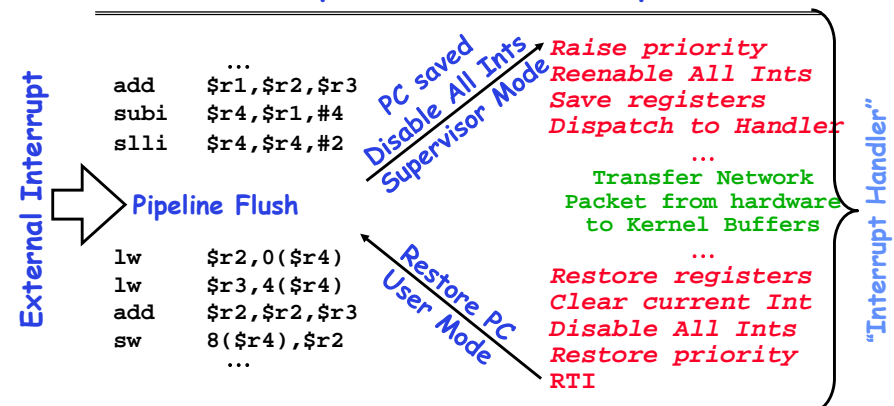 External Interrupt
…
add $r1,$r2,$r3
subi $r4,$r1,#4
slli $r4,$r4,#2
Pipeline Flush
lw $r2,0($r4)
lw $r3,4($r4)
add $r2,$r2,$r3
sw 8($r4),$r2
…
PC saved
Disable All Ints
Supervisor Mode
Restore PC
User Mode
Raise priority
Reenable All Ints
Save registers
Dispatch to Handler
…
Transfer Network
Packet from hardware
to Kernel Buffers
…
Restore registers
Clear current Int
Disable All Ints
Restore priority
RTI
“Interrupt Handler”